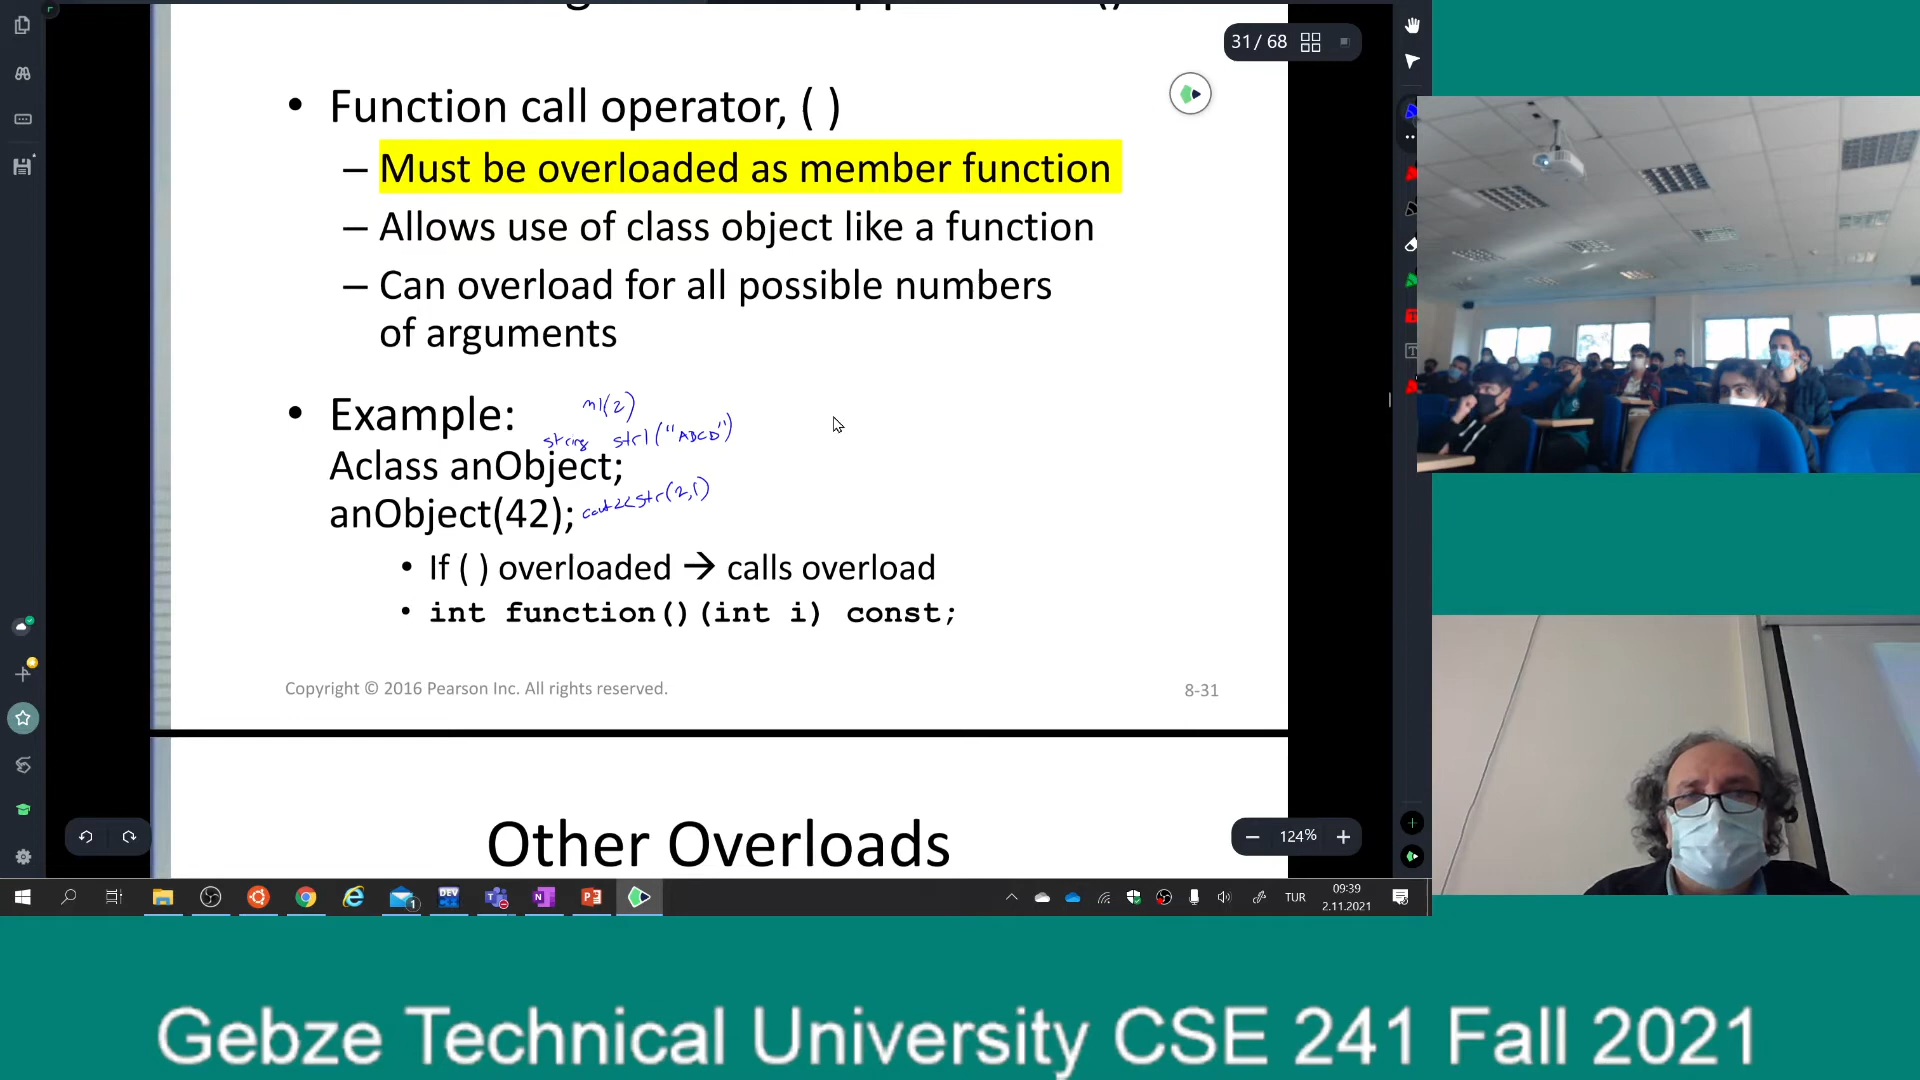 31 / 68
• Function call operator, ( )
– Must be overloaded as member function
– Allows use of class object like a function
– Can overload for all possible numbers
of arguments
• Example:
m1(2)
string str1("ABCD")
Aclass anObject;
anObject(42);
cout<<str(2,1)
• If ( ) overloaded → calls overload
• int function()(int i) const;
Copyright © 2016 Pearson Inc. All rights reserved.
8-31
Other Overloads
124%
DEV
1
TUR
09:39
2.11.2021
Gebze Technical University CSE 241 Fall 2021